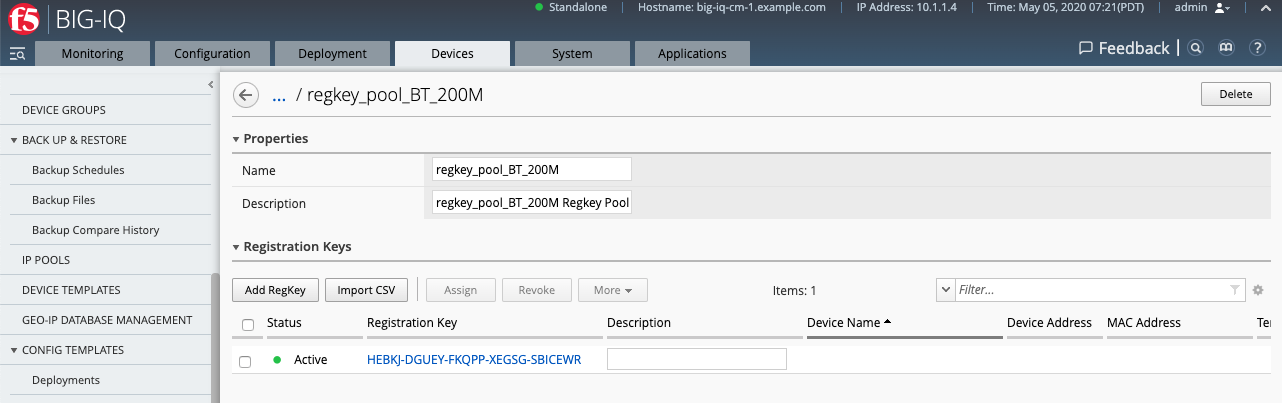 f5 BIG-IQ
Standalone Hostname: big-iq-cm-1.example.com IP Address: 10.1.1.4 Time: May 05, 2020 07:21(PDT) admin
Monitoring Configuration Deployment Devices System Applications
Feedback ?
DEVICE GROUPS
BACK UP & RESTORE
Backup Schedules
Backup Files
Backup Compare History
IP POOLS
DEVICE TEMPLATES
GEO-IP DATABASE MANAGEMENT
CONFIG TEMPLATES
Deployments
... / regkey_pool_BT_200M
Delete
Properties
Name regkey_pool_BT_200M
Description regkey_pool_BT_200M Regkey Pool
Registration Keys
Add RegKey Import CSV Assign Revoke More Items: 1 Filter...
Status Registration Key Description Device Name Device Address MAC Address Ter
Active HEBKJ-DGUEY-FKQPP-XEGSG-SBICEWR